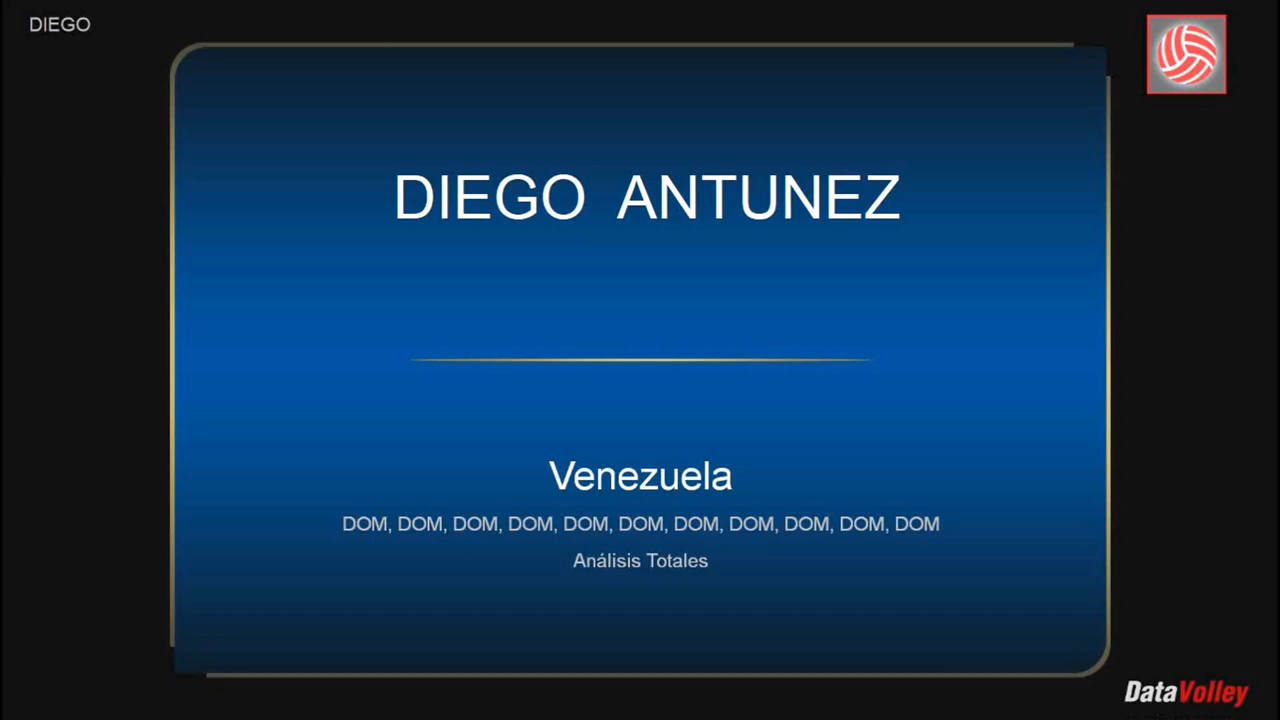 DIEGO
DIEGO ANTUNEZ
Venezuela
DOM, DOM, DOM, DOM, DOM, DOM, DOM, DOM, DOM, DOM, DOM
Análisis Totales
DataVolley